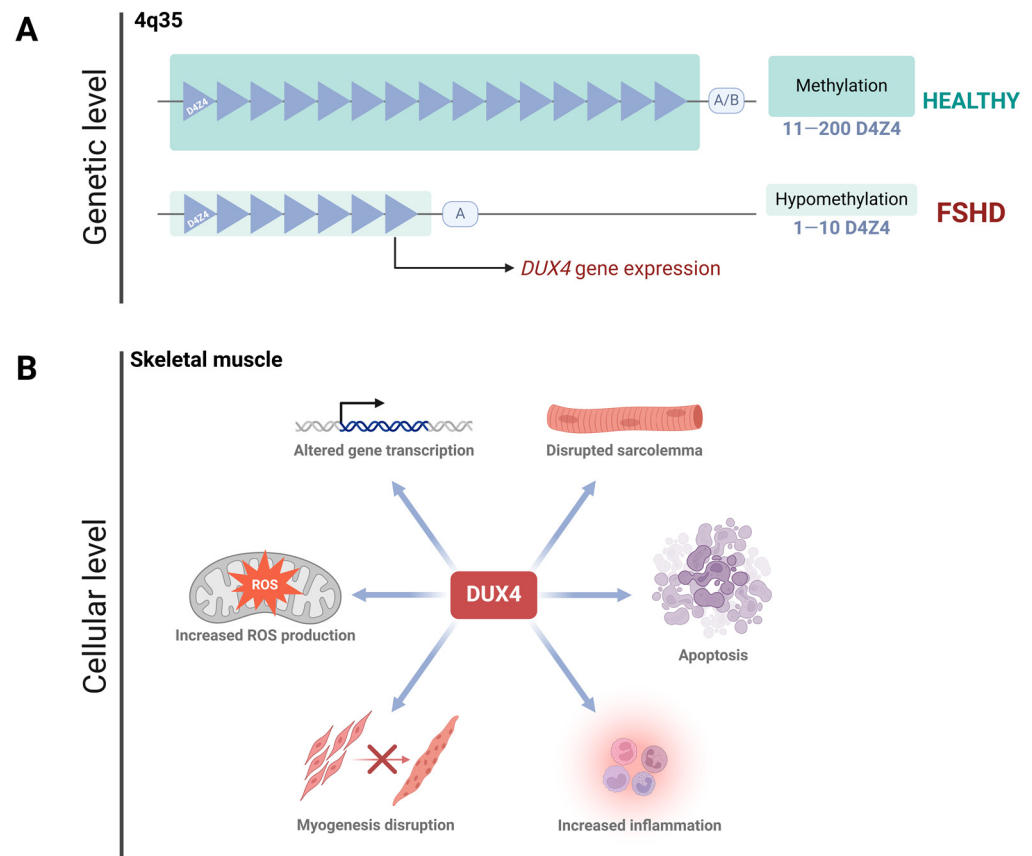 A
4q35
Genetic level
D4Z4
A/B
Methylation
11–200 D4Z4
HEALTHY
D4Z4
A
Hypomethylation
1–10 D4Z4
FSHD
DUX4 gene expression
B
Skeletal muscle
Cellular level
Altered gene transcription
Disrupted sarcolemma
ROS
Increased ROS production
DUX4
Apoptosis
Myogenesis disruption
Increased inflammation